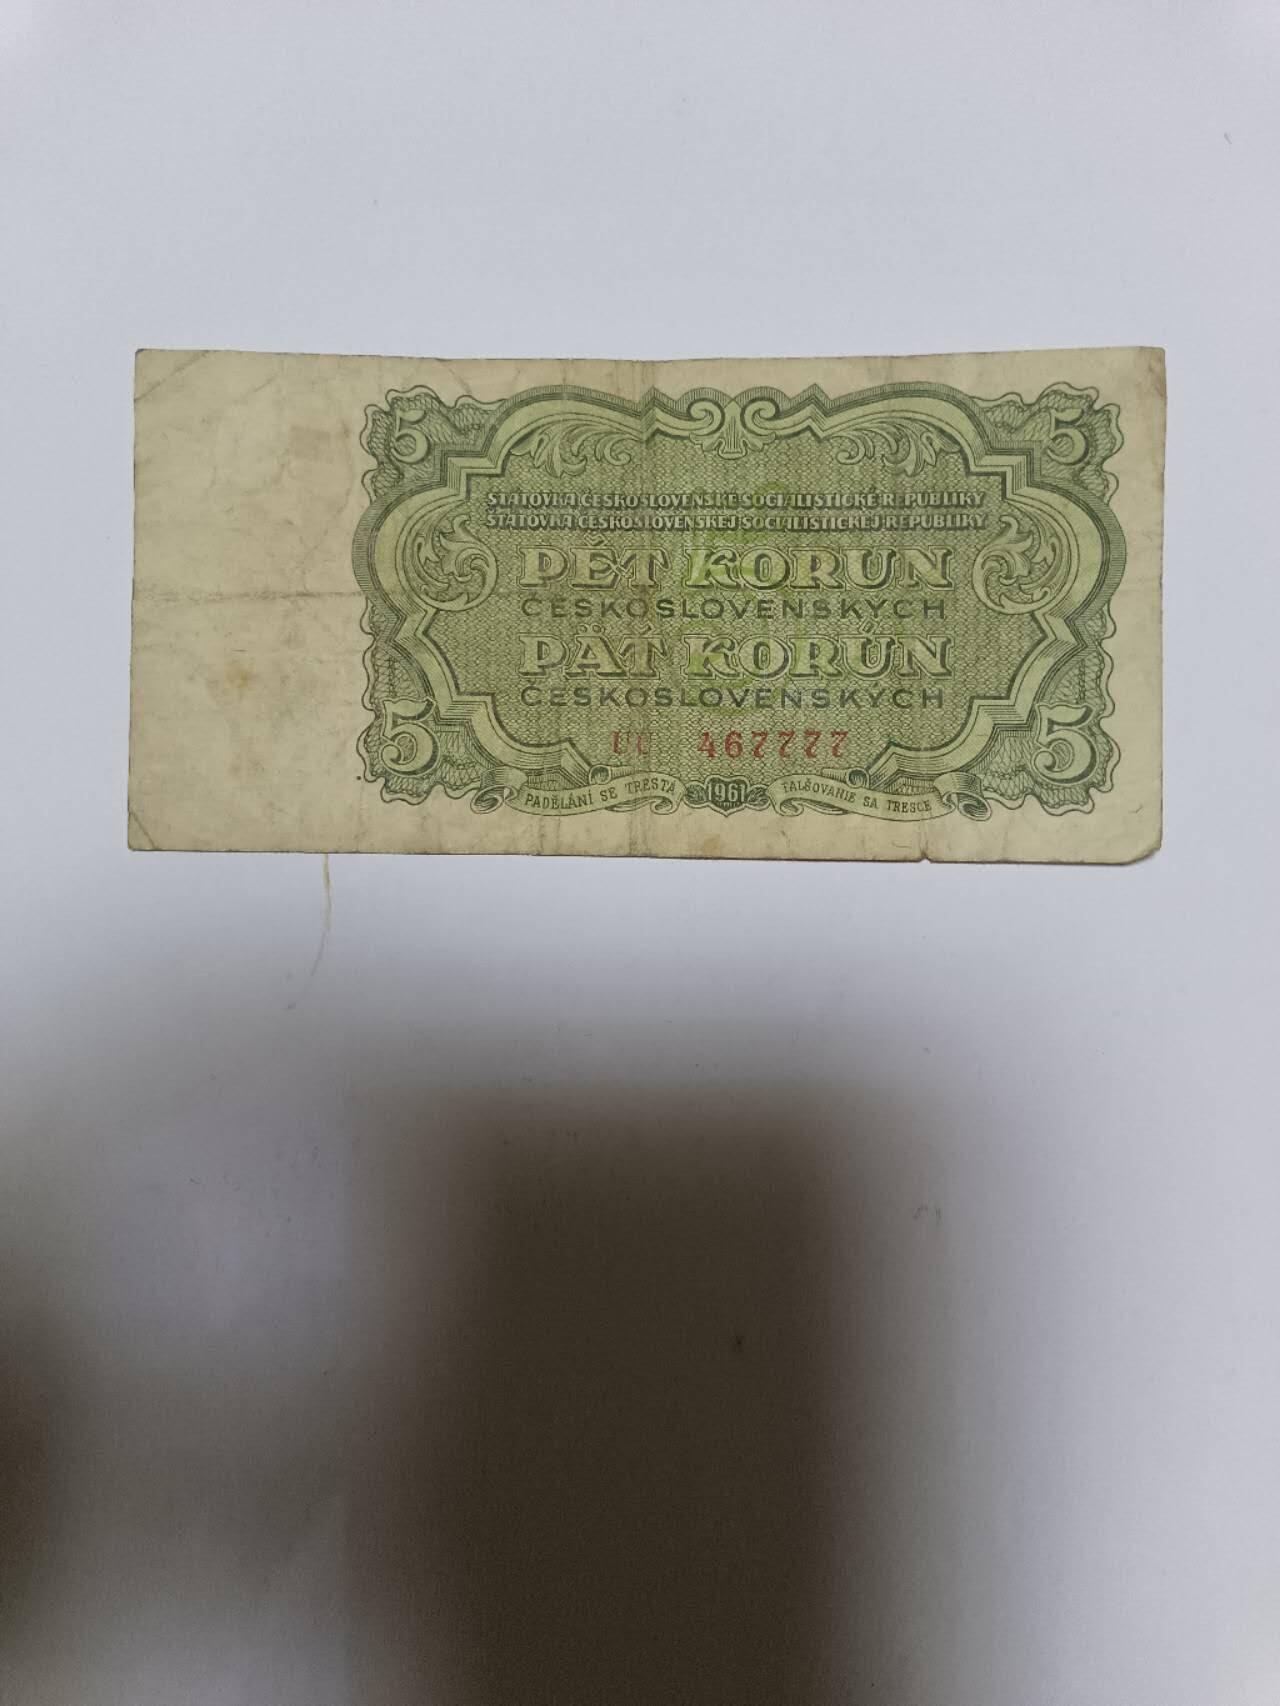 5 5
STÁTOVKA ČESKOSLOVENSKÉ SOCIALISTICKÉ REPUBLIKY
ŠTÁTOVKA ČESKOSLOVENSKEJ SOCIALISTICKEJ REPUBLIKY
PĚT KORUN
ČESKOSLOVENSKÝCH
PÄŤ KORÚN
ČESKOSLOVENSKÝCH
5 5
UU 467777
PADĚLÁNÍ SE TRESTÁ 1961 FALŠOVANIE SA TRESCE